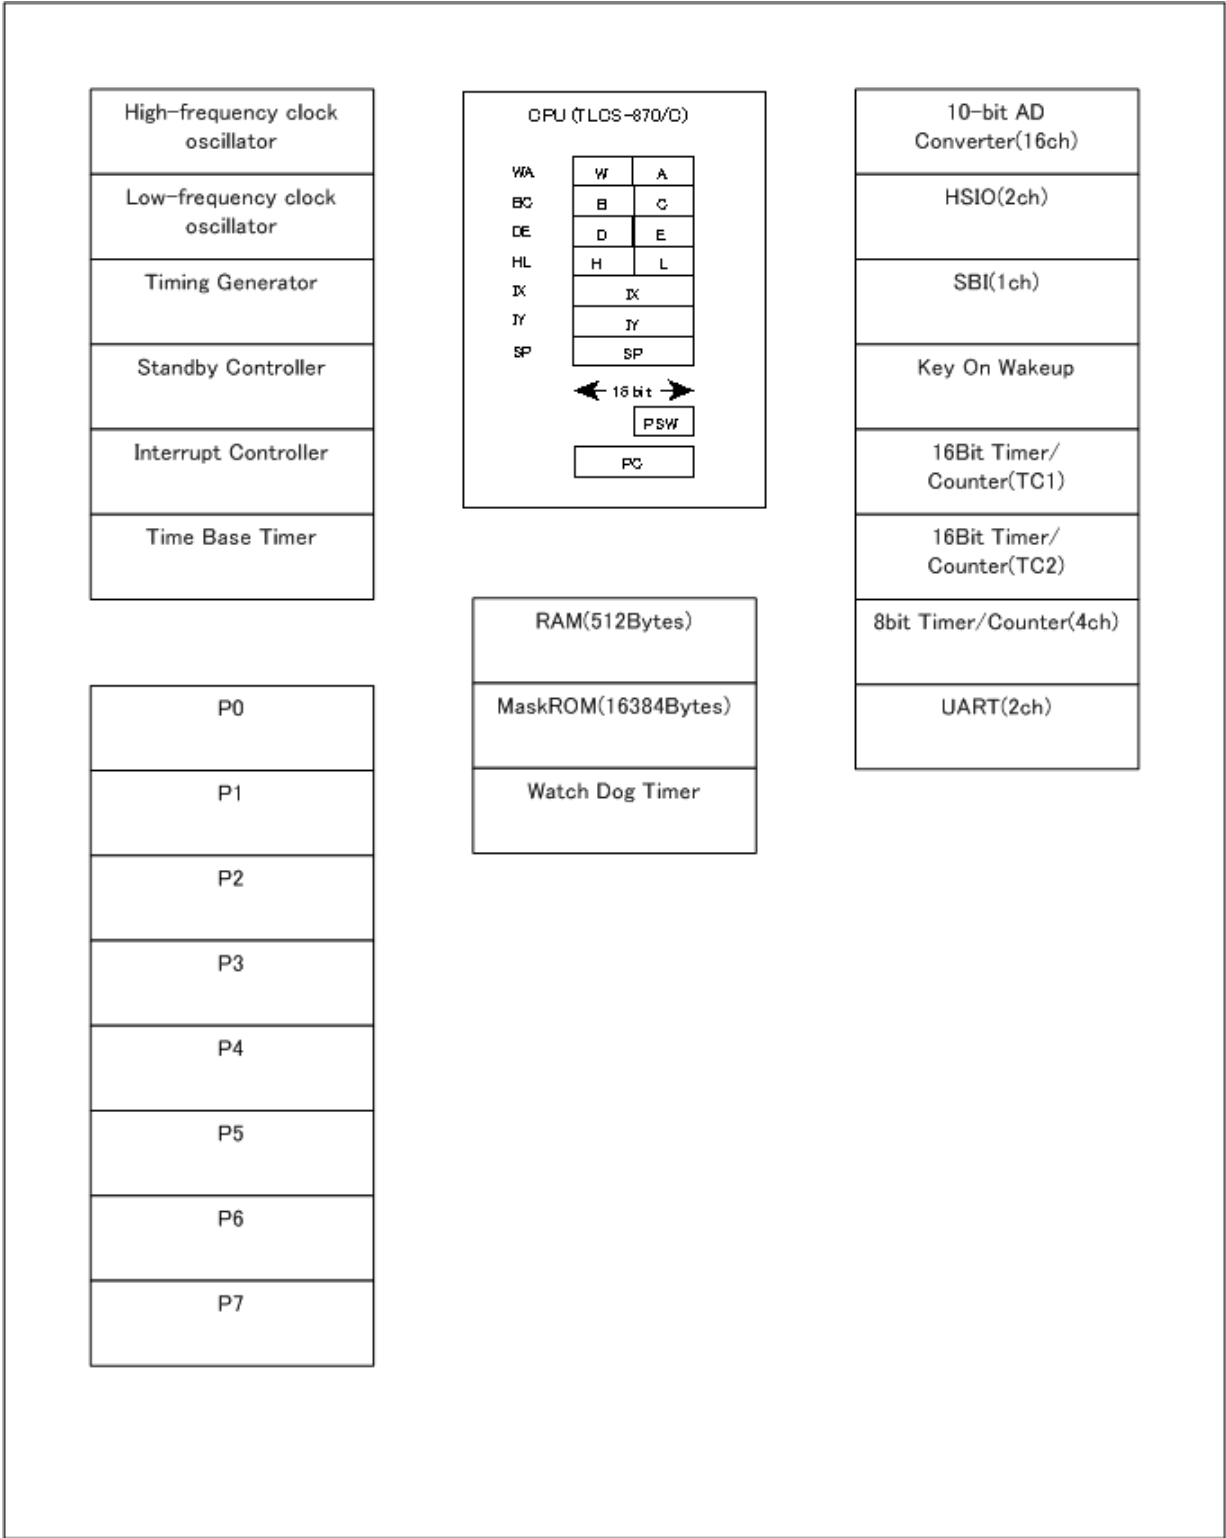 High-frequency clock
oscillator
Low-frequency clock
oscillator
Timing Generator
Standby Controller
Interrupt Controller
Time Base Timer
P0
P1
P2
P3
P4
P5
P6
P7
CPU (TLCS-870/C)
WA W A
BC B C
DE D E
HL H L
IX IX
IY IY
SP SP
16 bit
PSW
PC
RAM(512Bytes)
MaskROM(16384Bytes)
Watch Dog Timer
10-bit AD
Converter(16ch)
HSIO(2ch)
SBI(1ch)
Key On Wakeup
16Bit Timer/
Counter(TC1)
16Bit Timer/
Counter(TC2)
8bit Timer/Counter(4ch)
UART(2ch)